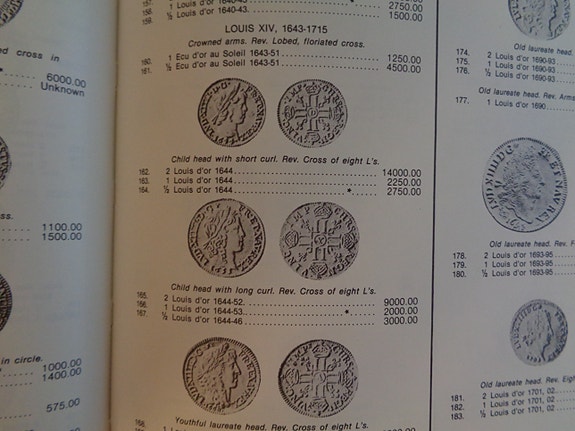 cross in
* 6000.00
Unknown
ss.
1100.00
1500.00
in circle.
1000.00
1400.00
575.00
157. 1 Louis d'or 1640-43. 2750.00
158. ½ Louis d'or 1640-43. 1500.00
159.
LOUIS XIV, 1643-1715
Crowned arms. Rev. Lobed, floriated cross.
160. 1 Ecu d'or au Soleil 1643-51 1250.00
161. ½ Ecu d'or au Soleil 1643-51 4500.00
Child head with short curl. Rev. Cross of eight L's.
162. 2 Louis d'or 1644 14000.00
163. 1 Louis d'or 1644 2250.00
164. ½ Louis d'or 1644 * 2750.00
Child head with long curl. Rev. Cross of eight L's.
165. 2 Louis d'or 1644-52. 9000.00
166. 1 Louis d'or 1644-53. * 2000.00
167. ½ Louis d'or 1644-46 3000.00
Youthful laureate head. Rev. Cross of eight L's.
168.
Old laureate head.
174. 2 Louis d'or 1690-93
175. 1 Louis d'or 1690-93
176. ½ Louis d'or 1690-93
Old laureate head. Rev. Arms
177. 1 Louis d'or 1690
Old laureate head. Rev. F
178. 2 Louis d'or 1693-95
179. 1 Louis d'or 1693-95
180. ½ Louis d'or 1693-95
Old laureate head. Rev.
181. 2 Louis d'or 1701, 02
182. 1 Louis d'or 1701, 02
183. ½ Louis d'or 1701, 02